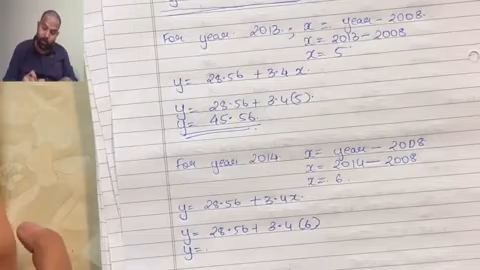 For year 2013; x = year - 2008.
x = 2013 - 2008
x = 5
y = 28.56 + 3.4 x.
y = 28.56 + 3.4(5).
y = 45.56.
For year 2014. x = year - 2008
x = 2014 - 2008
x = 6.
y = 28.56 + 3.4x.
y = 28.56 + 3.4 (6)
y =